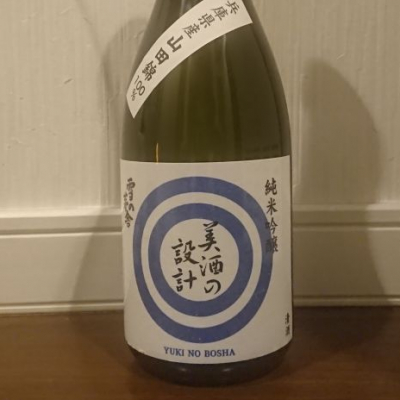 兵庫県産山田錦100%
純米吟醸
美酒の
設計
雪の茅舎
清酒
YUKI NO BOSHA